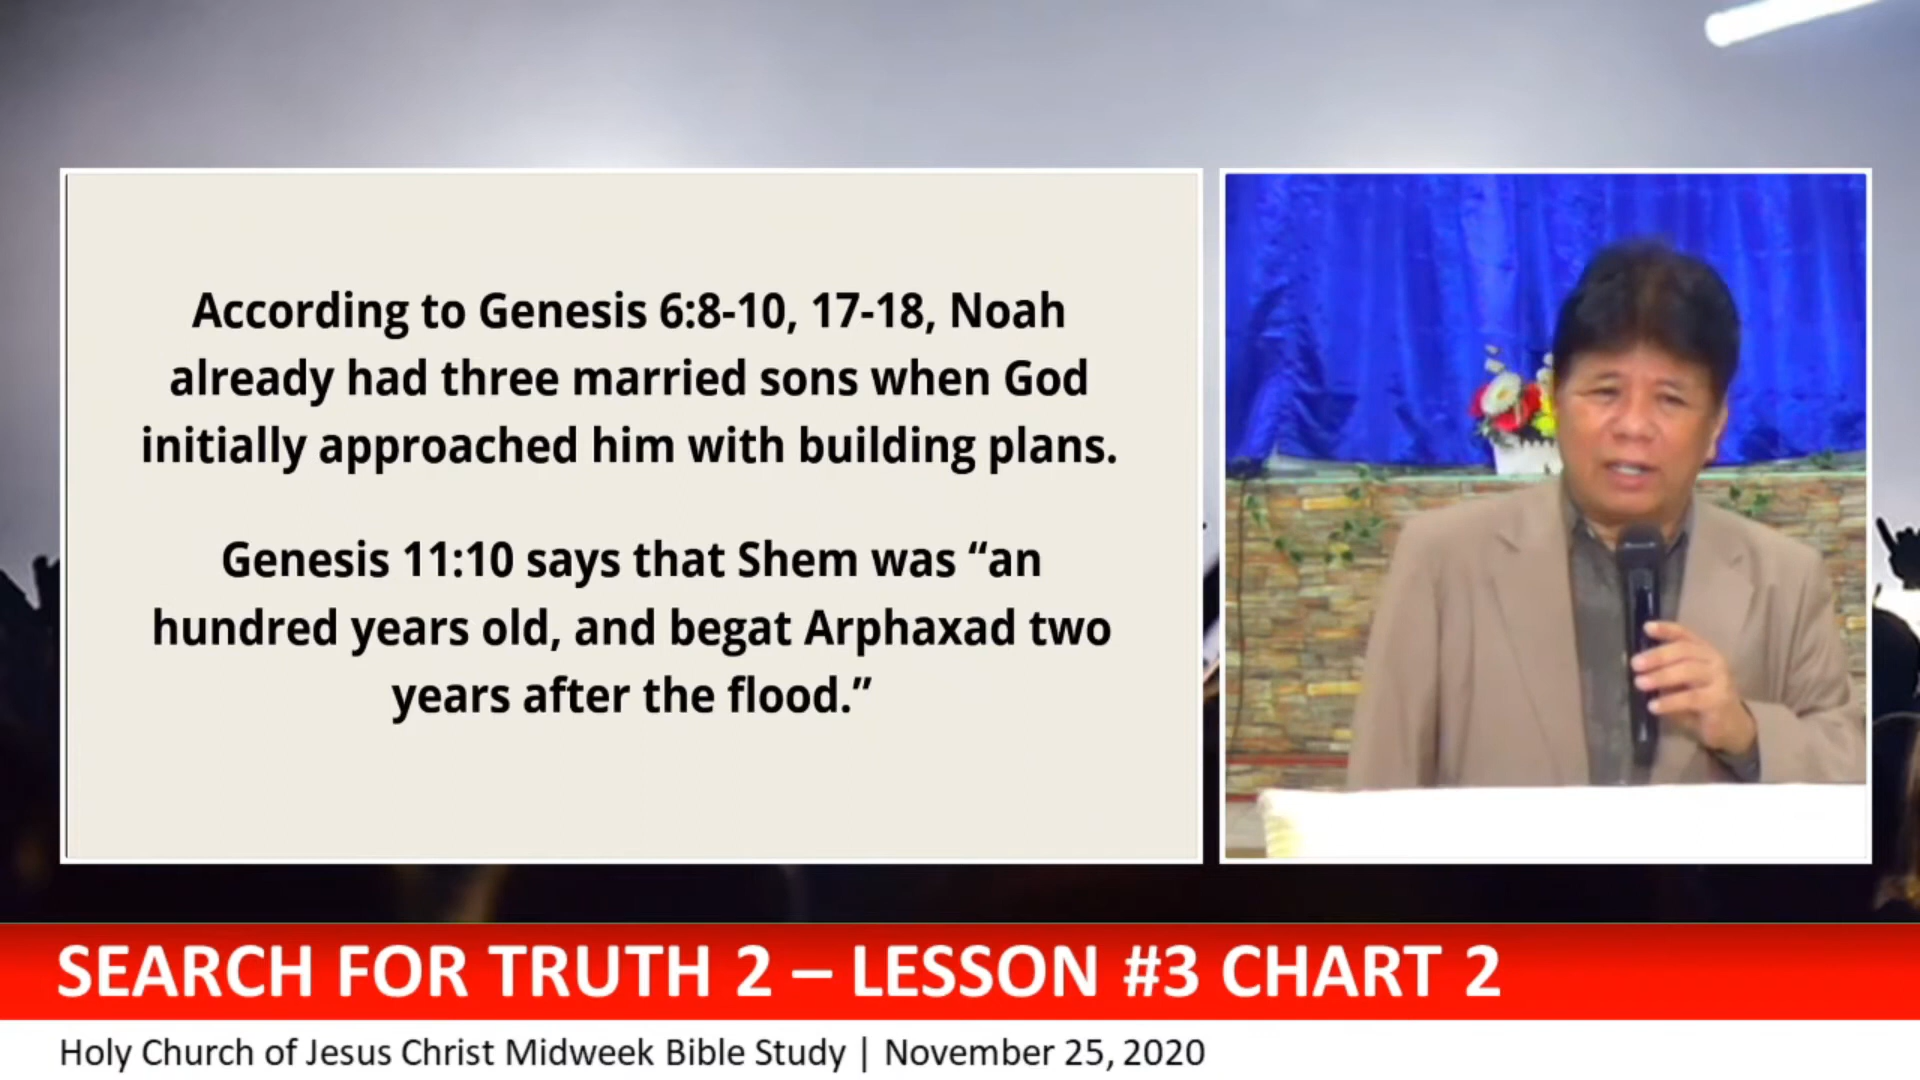 According to Genesis 6:8-10, 17-18, Noah
already had three married sons when God
initially approached him with building plans.
Genesis 11:10 says that Shem was “an
hundred years old, and begat Arphaxad two
years after the flood.”
SEARCH FOR TRUTH 2 – LESSON #3 CHART 2
Holy Church of Jesus Christ Midweek Bible Study | November 25, 2020